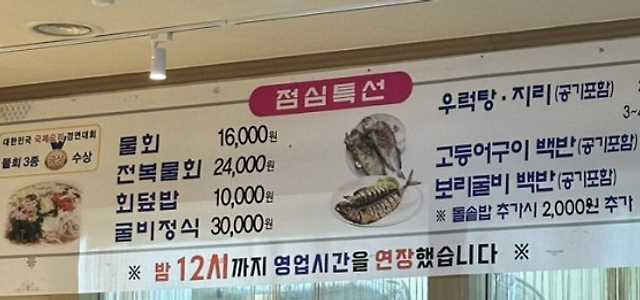 점심특선
대한민국 국제요리경연대회
물회 3종 금상 수상
물회 16,000원
전복물회 24,000원
회덮밥 10,000원
굴비정식 30,000원
우럭탕·지리(공기포함)
3~
고등어구이 백반(공기포함)
보리굴비 백반(공기포함)
※ 돌솥밥 추가시 2,000원 추가
※ 밤 12시까지 영업시간을 연장했습니다 ※